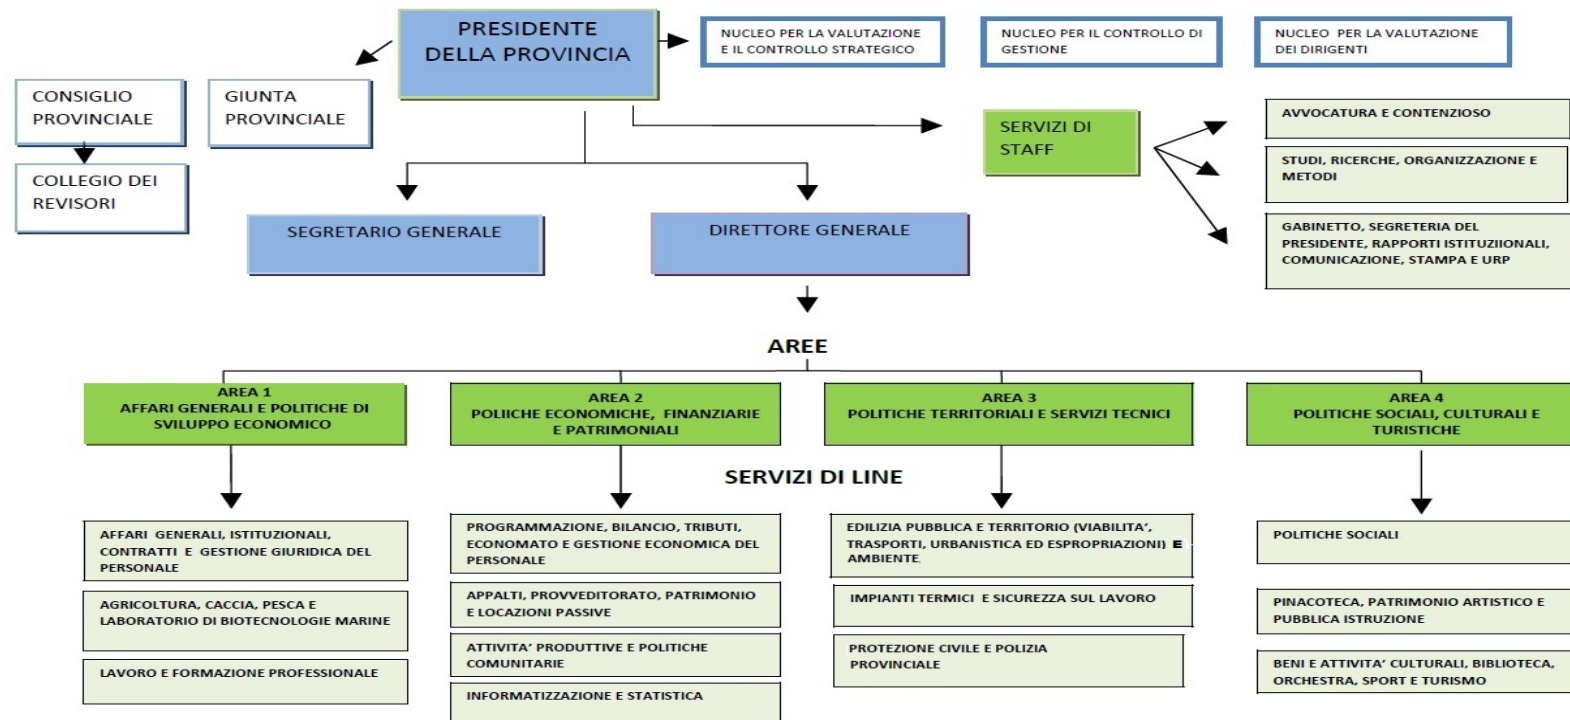 PRESIDENTE
DELLA PROVINCIA
NUCLEO PER LA VALUTAZIONE
E IL CONTROLLO STRATEGICO
NUCLEO PER IL CONTROLLO DI
GESTIONE
NUCLEO PER LA VALUTAZIONE
DEI DIRIGENTI
CONSIGLIO
PROVINCIALE
GIUNTA
PROVINCIALE
COLLEGIO DEI
REVISORI
SERVIZI DI
STAFF
AVVOCATURA E CONTENZIOSO
STUDI, RICERCHE, ORGANIZZAZIONE E
METODI
GABINETTO, SEGRETERIA DEL
PRESIDENTE, RAPPORTI ISTITUZIIONALI,
COMUNICAZIONE, STAMPA E URP
SEGRETARIO GENERALE
DIRETTORE GENERALE
AREE
AREA 1
AFFARI GENERALI E POLITICHE DI
SVILUPPO ECONOMICO
AREA 2
POLIICHE ECONOMICHE, FINANZIARIE
E PATRIMONIALI
AREA 3
POLITICHE TERRITORIALI E SERVIZI TECNICI
AREA 4
POLITICHE SOCIALI, CULTURALI E
TURISTICHE
SERVIZI DI LINE
AFFARI GENERALI, ISTITUZIONALI,
CONTRATTI E GESTIONE GIURIDICA DEL
PERSONALE
AGRICOLTURA, CACCIA, PESCA E
LABORATORIO DI BIOTECNOLOGIE MARINE
LAVORO E FORMAZIONE PROFESSIONALE
PROGRAMMAZIONE, BILANCIO, TRIBUTI,
ECONOMATO E GESTIONE ECONOMICA DEL
PERSONALE
APPALTI, PROVVEDITORATO, PATRIMONIO
E LOCAZIONI PASSIVE
ATTIVITA’ PRODUTTIVE E POLITICHE
COMUNITARIE
INFORMATIZZAZIONE E STATISTICA
EDILIZIA PUBBLICA E TERRITORIO (VIABILITA’,
TRASPORTI, URBANISTICA ED ESPROPRIAZIONI) E
AMBIENTE.
IMPIANTI TERMICI E SICUREZZA SUL LAVORO
PROTEZIONE CIVILE E POLIZIA
PROVINCIALE
POLITICHE SOCIALI
PINACOTECA, PATRIMONIO ARTISTICO E
PUBBLICA ISTRUZIONE
BENI E ATTIVITA’ CULTURALI, BIBLIOTECA,
ORCHESTRA, SPORT E TURISMO